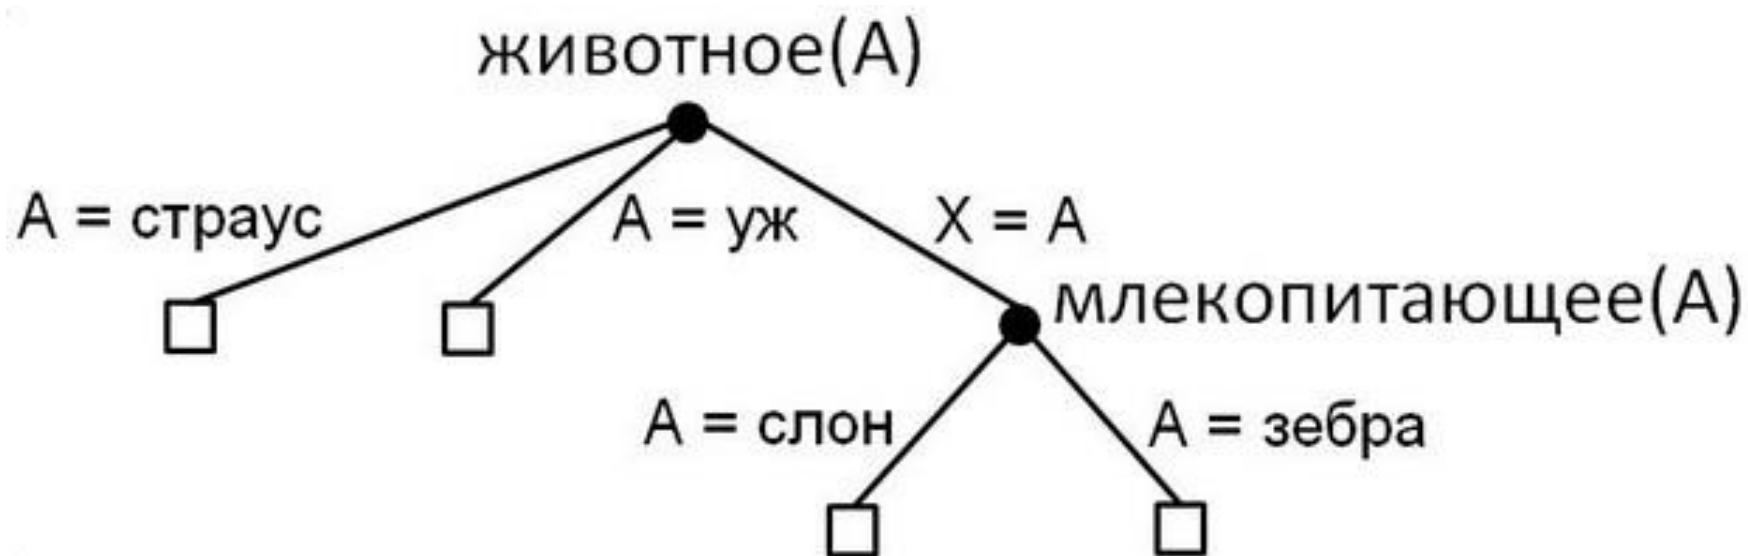 животное(А)
А = страус
А = уж
Х = А
млекопитающее(А)
А = слон
А = зебра